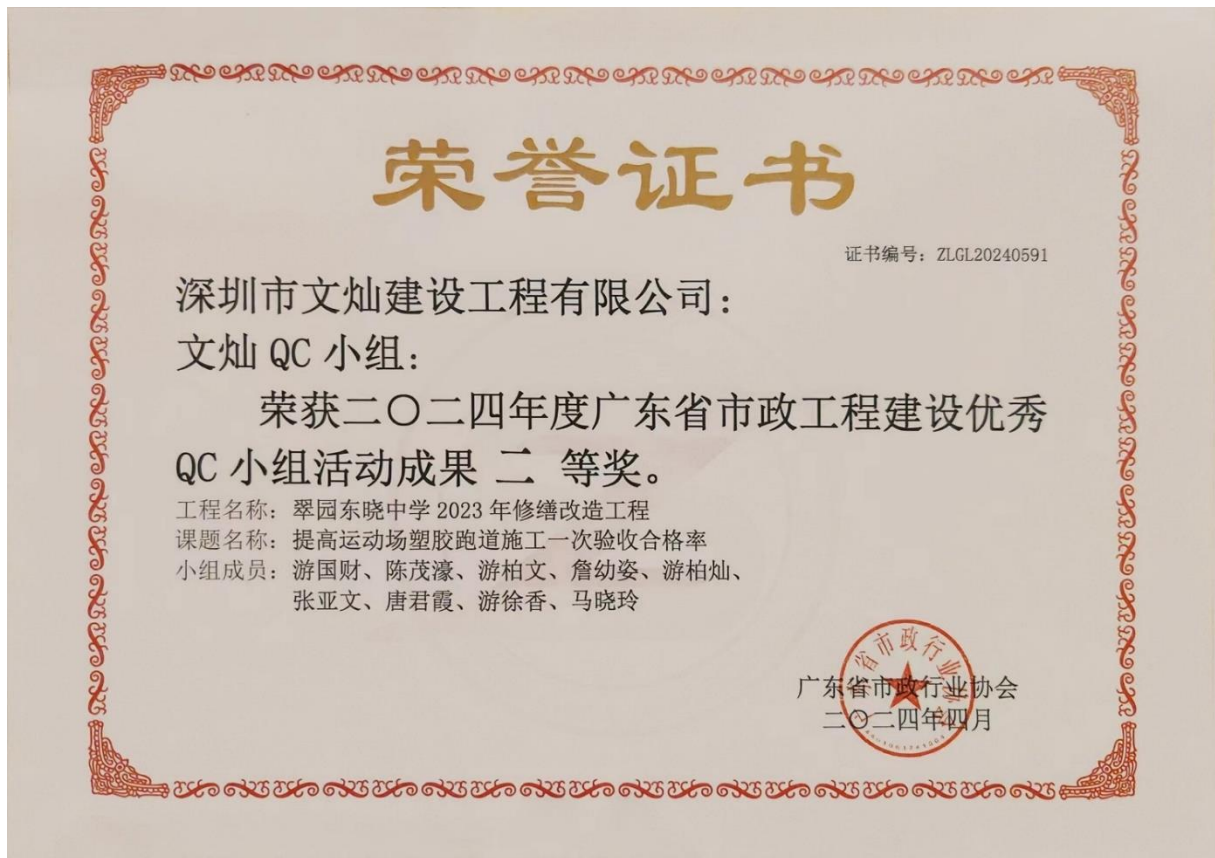 荣誉证书
证书编号：ZLGL20240591
深圳市文灿建设工程有限公司：
文灿 QC 小组：
荣获二〇二四年度广东省市政工程建设优秀
QC 小组活动成果 二 等奖。
工程名称：翠园东晓中学 2023 年修缮改造工程
课题名称：提高运动场塑胶跑道施工一次验收合格率
小组成员：游国财、陈茂濠、游柏文、詹幼姿、游柏灿、
张亚文、唐君霞、游徐香、马晓玲
广东省市政行业协会
二〇二四年四月